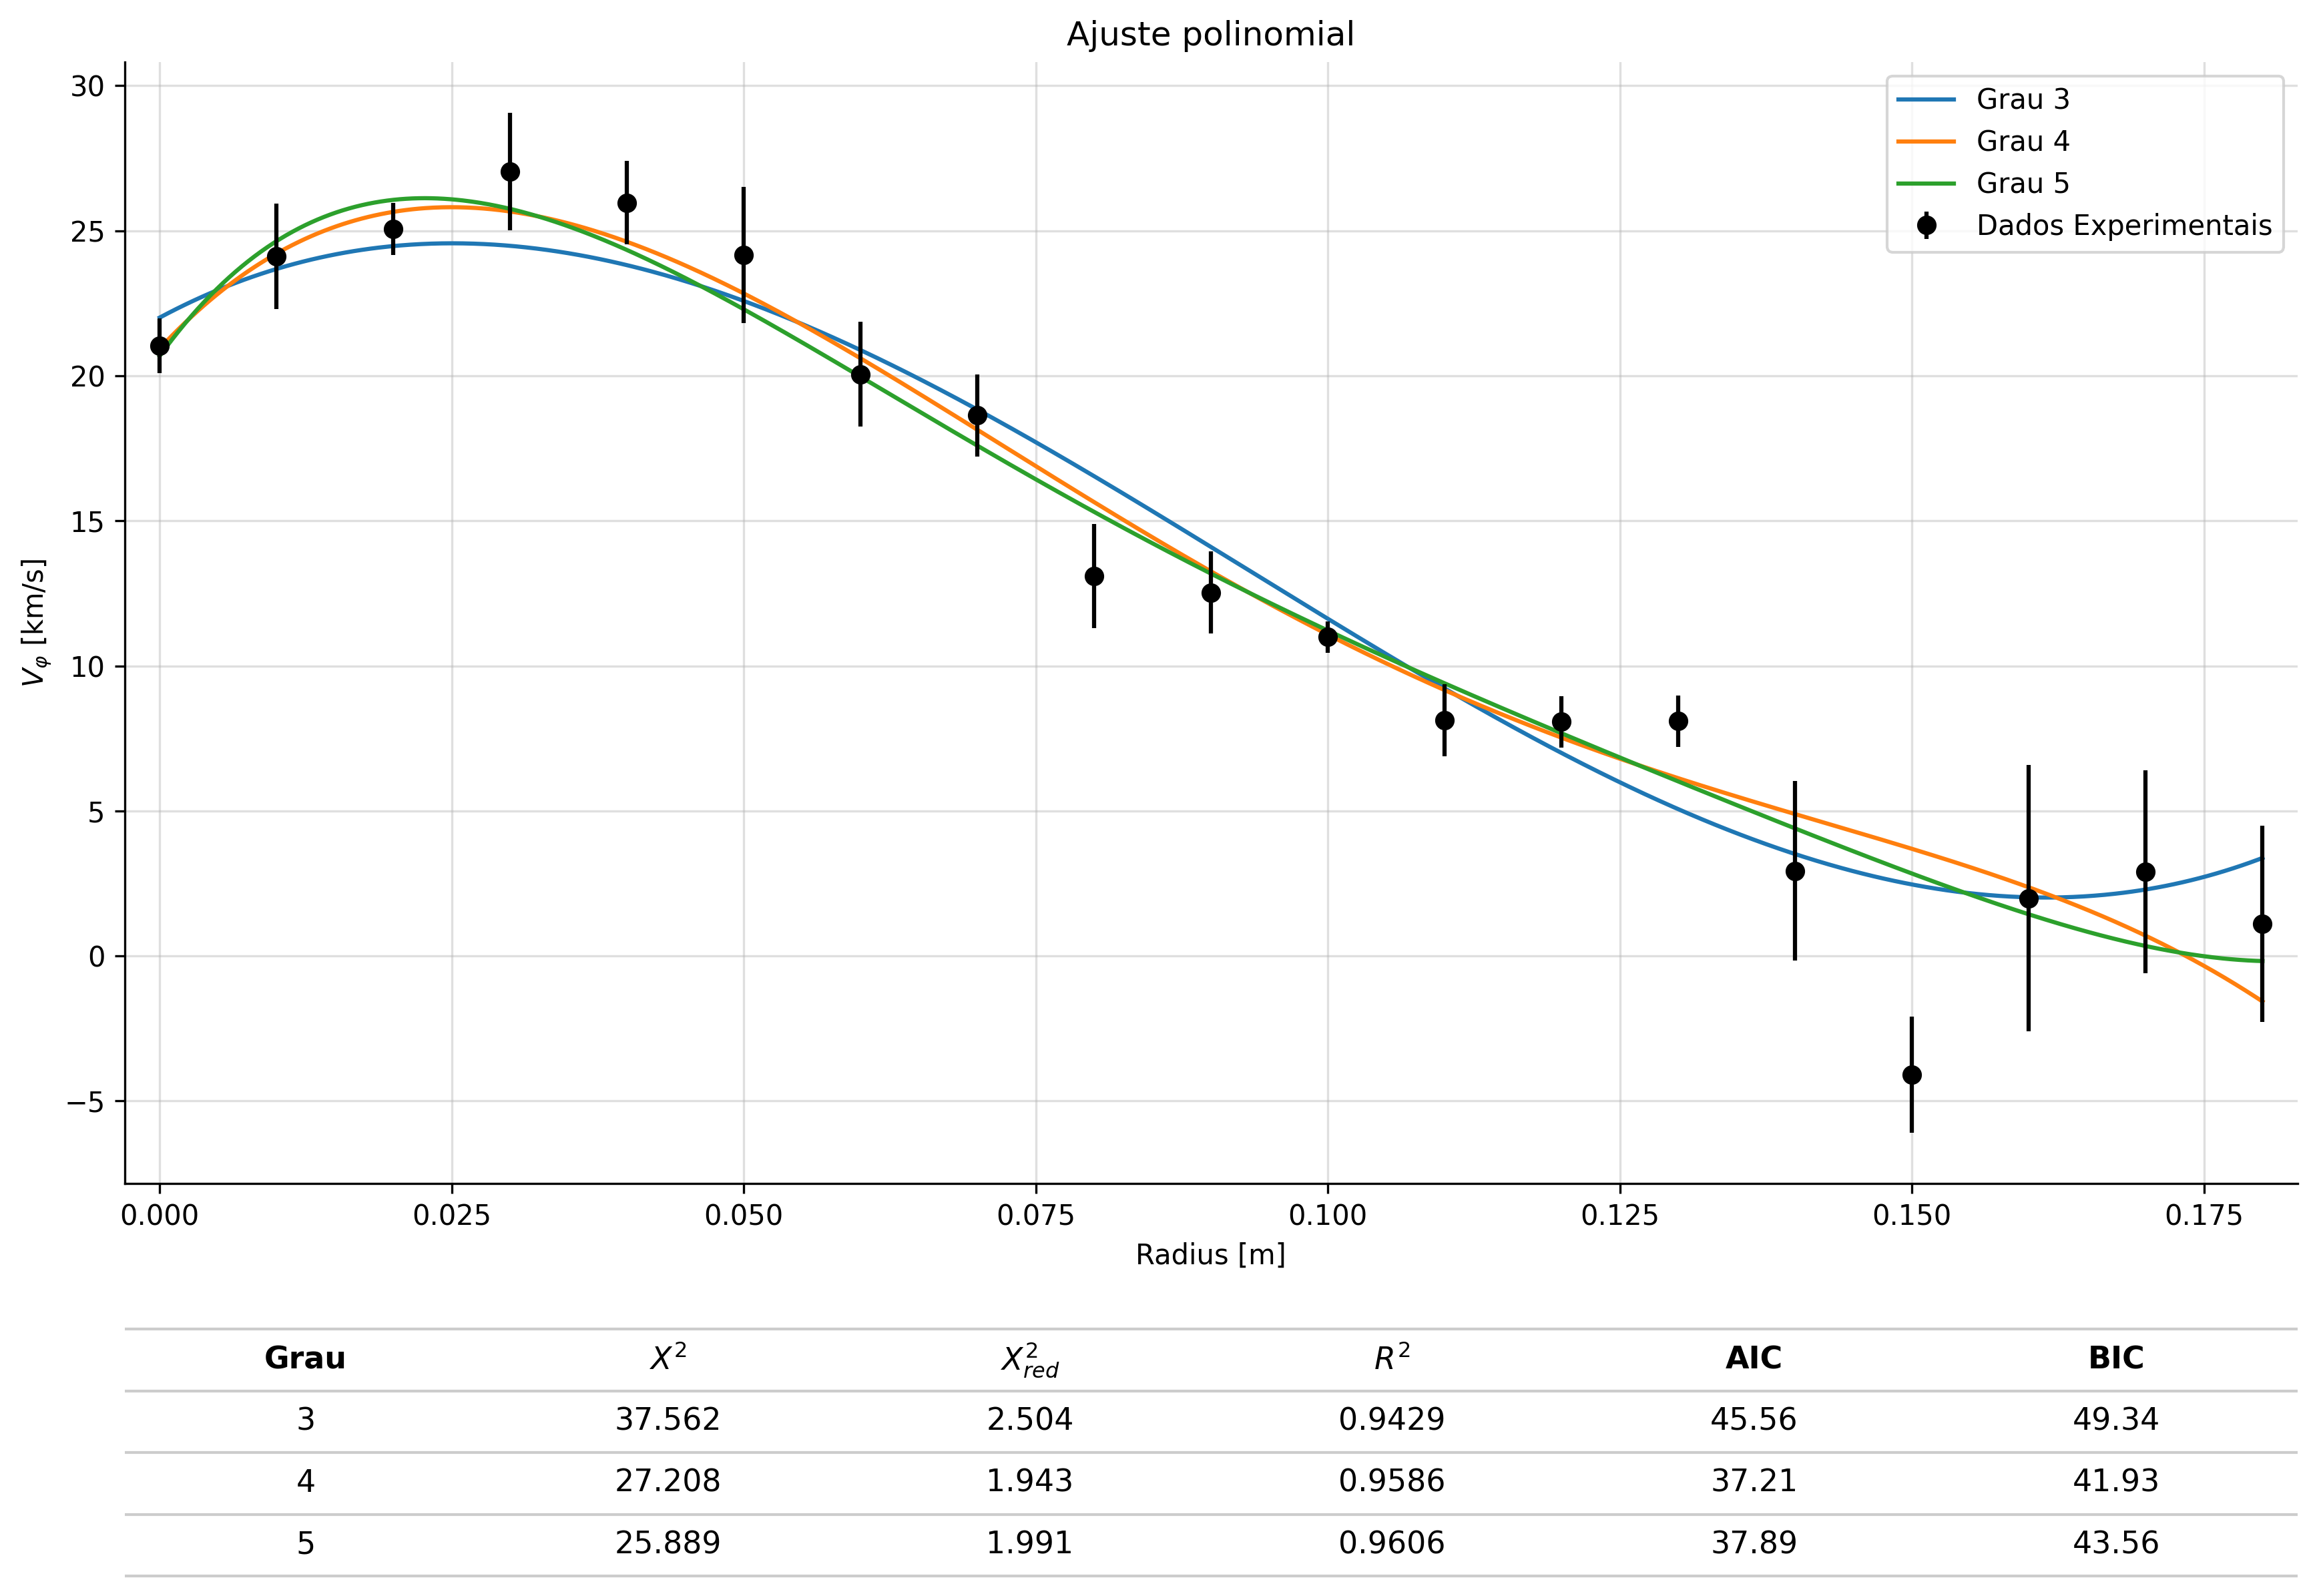 Ajuste polinomial
30
25
20
15
10
5
0
−5
V_φ [km/s]
Grau 3
Grau 4
Grau 5
Dados Experimentais
0.000 0.025 0.050 0.075 0.100 0.125 0.150 0.175
Radius [m]
Grau X² X²_red R² AIC BIC
3 37.562 2.504 0.9429 45.56 49.34
4 27.208 1.943 0.9586 37.21 41.93
5 25.889 1.991 0.9606 37.89 43.56